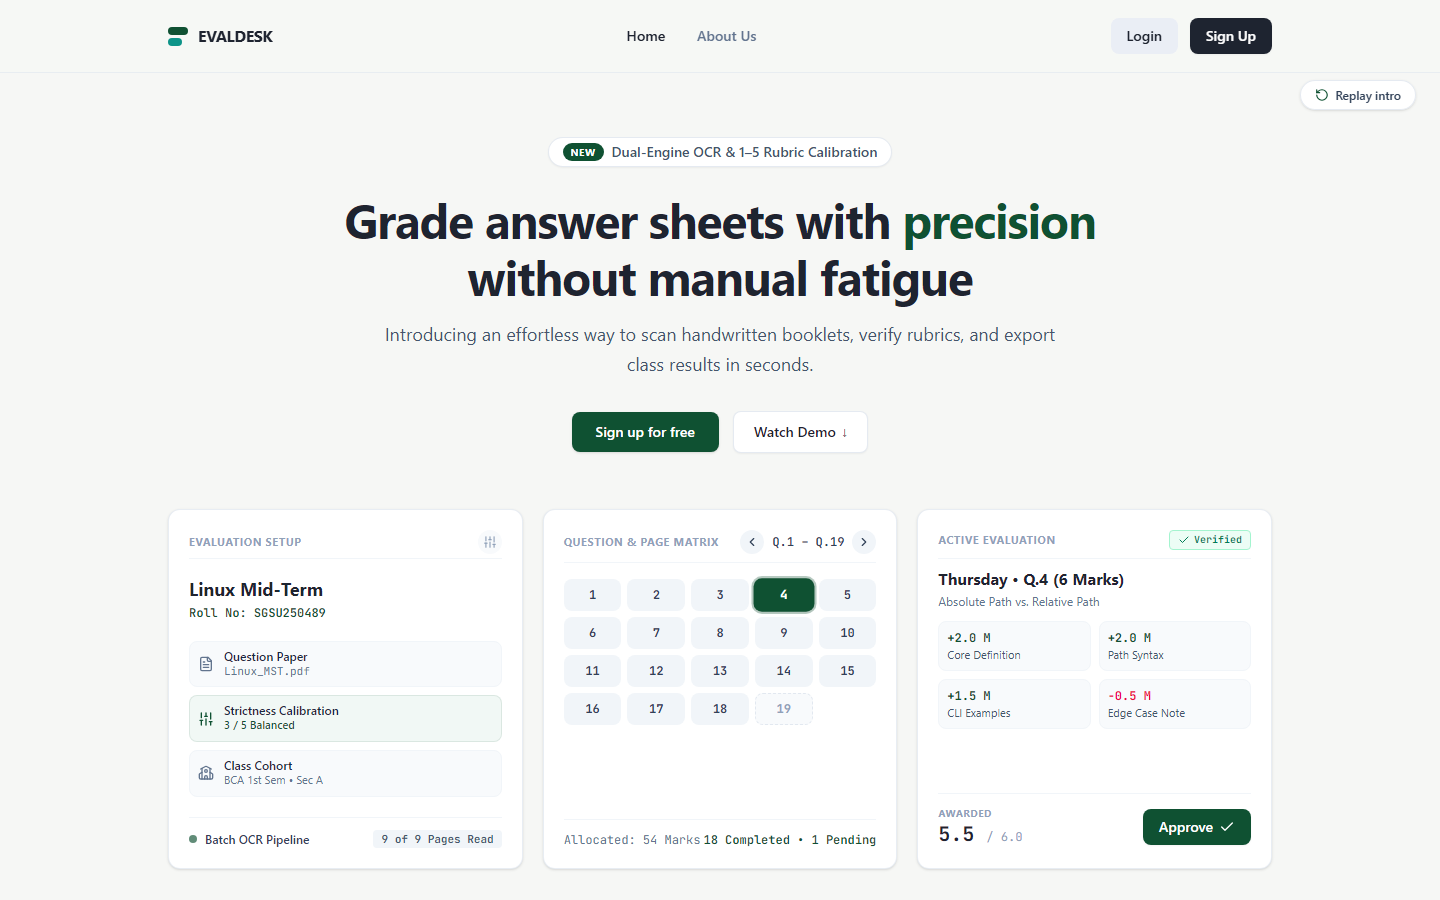 EVALDESK
Home
About Us
Login
Sign Up
Replay intro
NEW Dual-Engine OCR & 1–5 Rubric Calibration
Grade answer sheets with precision
without manual fatigue
Introducing an effortless way to scan handwritten booklets, verify rubrics, and export
class results in seconds.
Sign up for free
Watch Demo ↓
EVALUATION SETUP
Linux Mid-Term
Roll No: SGSU250489
Question Paper
Linux_MST.pdf
Strictness Calibration
3 / 5 Balanced
Class Cohort
BCA 1st Sem • Sec A
Batch OCR Pipeline
9 of 9 Pages Read
QUESTION & PAGE MATRIX
Q.1 – Q.19
1 2 3 4 5
6 7 8 9 10
11 12 13 14 15
16 17 18 19
Allocated: 54 Marks
18 Completed • 1 Pending
ACTIVE EVALUATION
Verified
Thursday • Q.4 (6 Marks)
Absolute Path vs. Relative Path
+2.0 M
Core Definition
+2.0 M
Path Syntax
+1.5 M
CLI Examples
-0.5 M
Edge Case Note
AWARDED
5.5 / 6.0
Approve